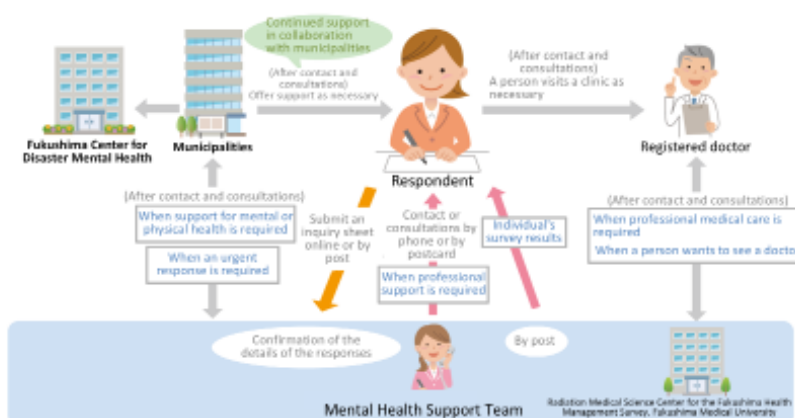 Continued support
in collaboration
with municipalities
(After contact and
consultations)
Offer support as necessary
(After contact and
consultations)
A person visits a clinic as
necessary
Fukushima Center for
Disaster Mental Health
Municipalities
Respondent
Registered doctor
(After contact and consultations)
When support for mental or
physical health is required
When an urgent
response is required
Submit an
inquiry sheet
online or by
post
Contact or
consultations by
phone or by
postcard
When professional
support is required
Individual's
survey results
(After contact and consultations)
When professional medical care is
required
When a person wants to see a docto
Confirmation of the
details of the responses
By post
Mental Health Support Team
Radiation Medical Science Center for the Fukushima Health
Management Survey, Fukushima Medical University